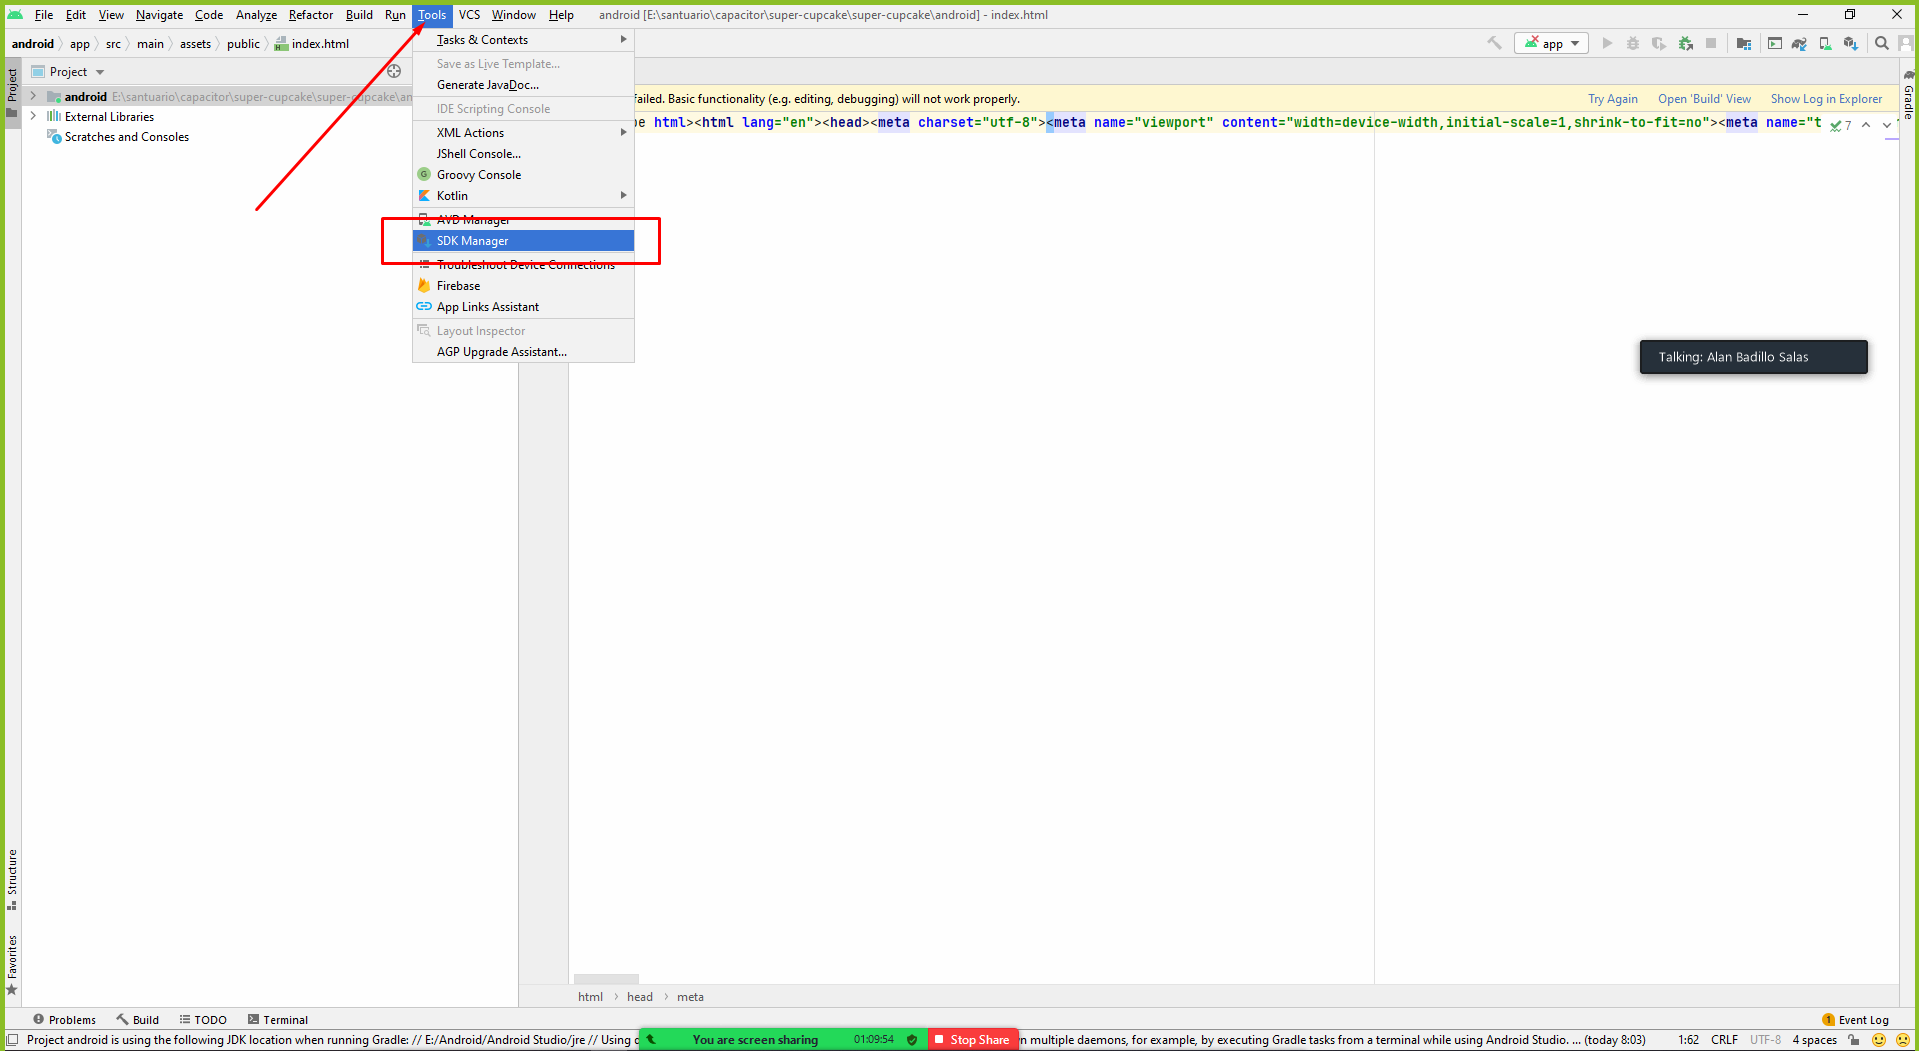 File Edit View Navigate Code Analyze Refactor Build Run Tools VCS Window Help android [E:\santuario\capacitor\super-cupcake\super-cupcake\android] - index.html
android app src main assets public index.html
app
Project
android E:\santuario\capacitor\super-cupcake\super-cupcake\an
External Libraries
Scratches and Consoles
Tasks & Contexts
Save as Live Template...
Generate JavaDoc...
IDE Scripting Console
XML Actions
JShell Console...
Groovy Console
Kotlin
AVD Manager
SDK Manager
Troubleshoot Device Connections
Firebase
App Links Assistant
Layout Inspector
AGP Upgrade Assistant...
ailed. Basic functionality (e.g. editing, debugging) will not work properly. Try Again Open 'Build' View Show Log in Explorer
e html><html lang="en"><head><meta charset="utf-8"><meta name="viewport" content="width=device-width,initial-scale=1,shrink-to-fit=no"><meta name="t 7
Talking: Alan Badillo Salas
Project
Structure
Favorites
Gradle
html head meta
Problems Build TODO Terminal Event Log
Project android is using the following JDK location when running Gradle: // E:/Android/Android Studio/jre // Using
You are screen sharing 01:09:54 Stop Share
n multiple daemons, for example, by executing Gradle tasks from a terminal while using Android Studio. ... (today 8:03) 1:62 CRLF UTF-8 4 spaces